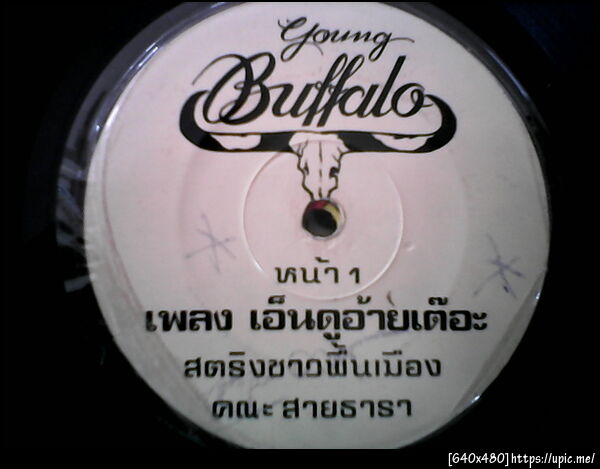 Young
Buffalo
หน้า 1
เพลง เอ็นดูอ้ายเต๊อะ
สตริงซาวพื้นเมือง
คณะ สายธารา
[640x480]https://upic.me/